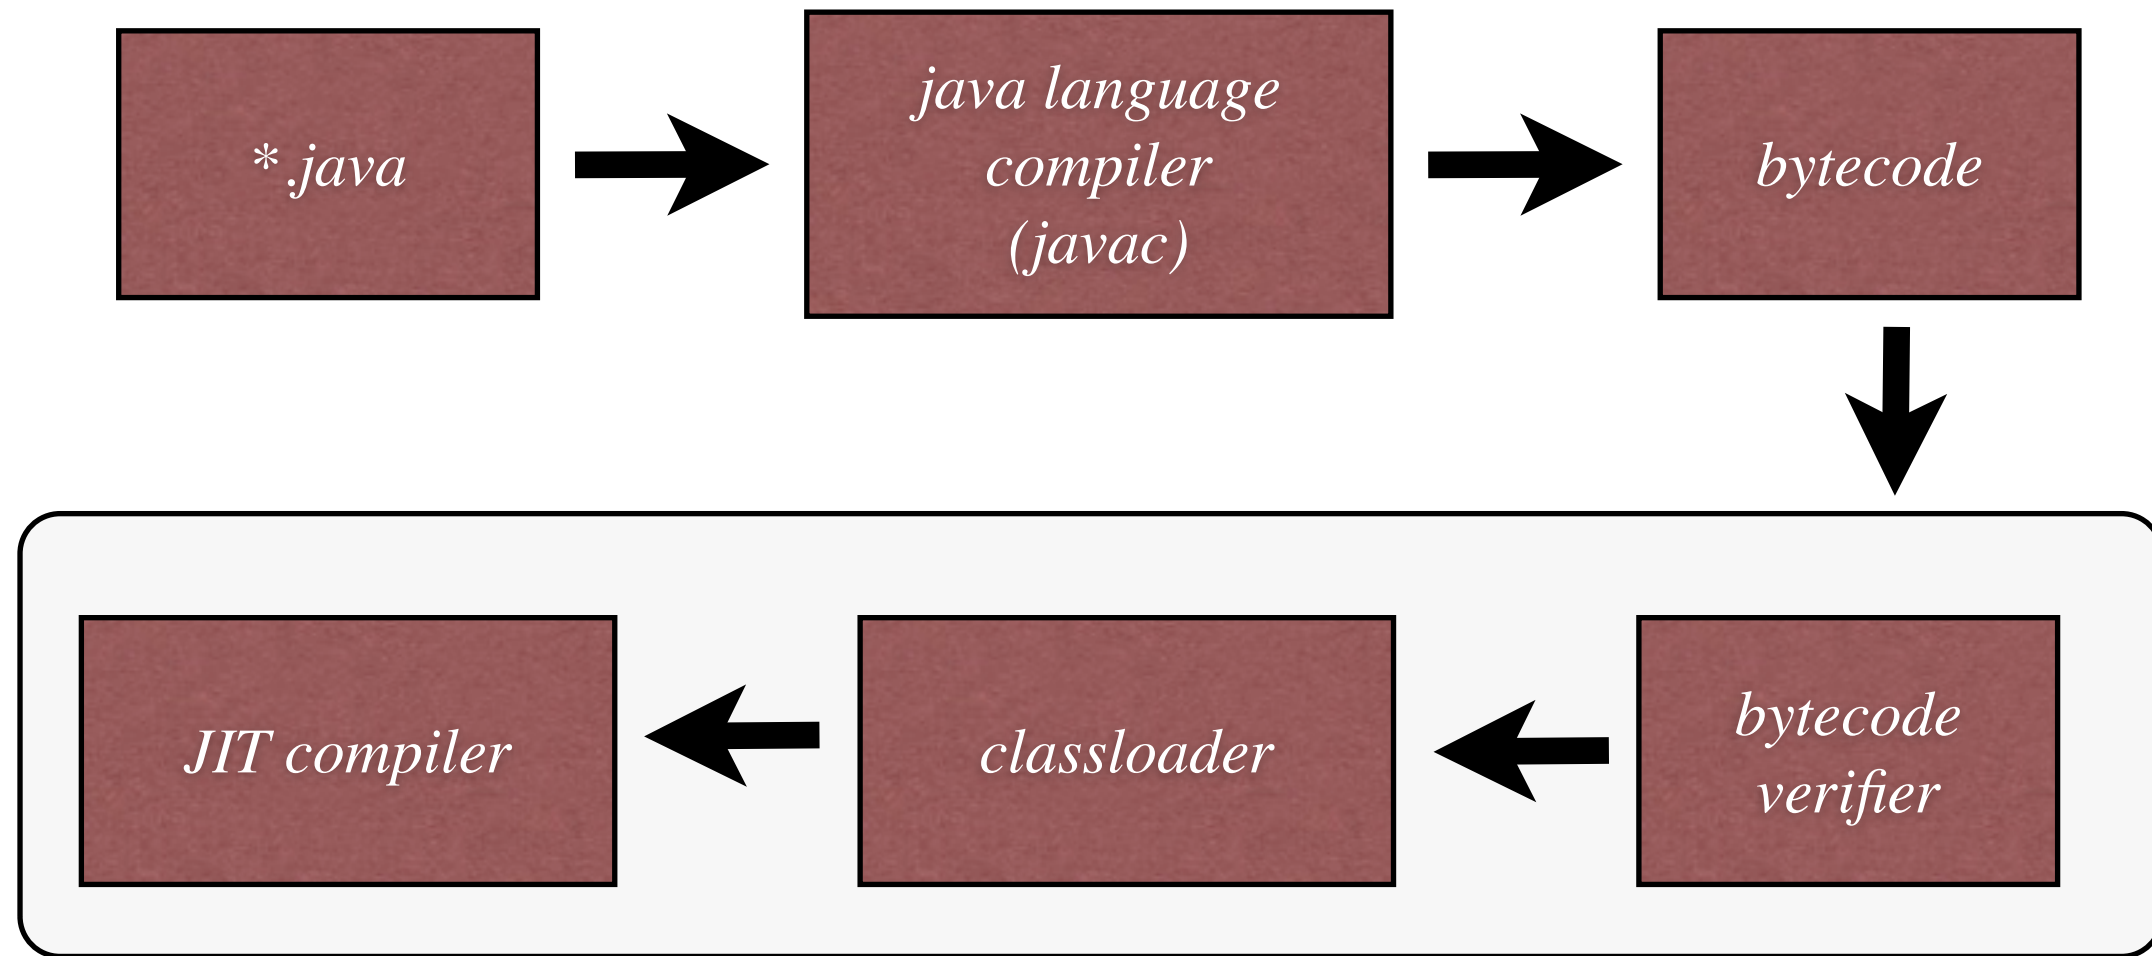 *.java
java language
compiler
(javac)
bytecode
bytecode
verifier
classloader
JIT compiler